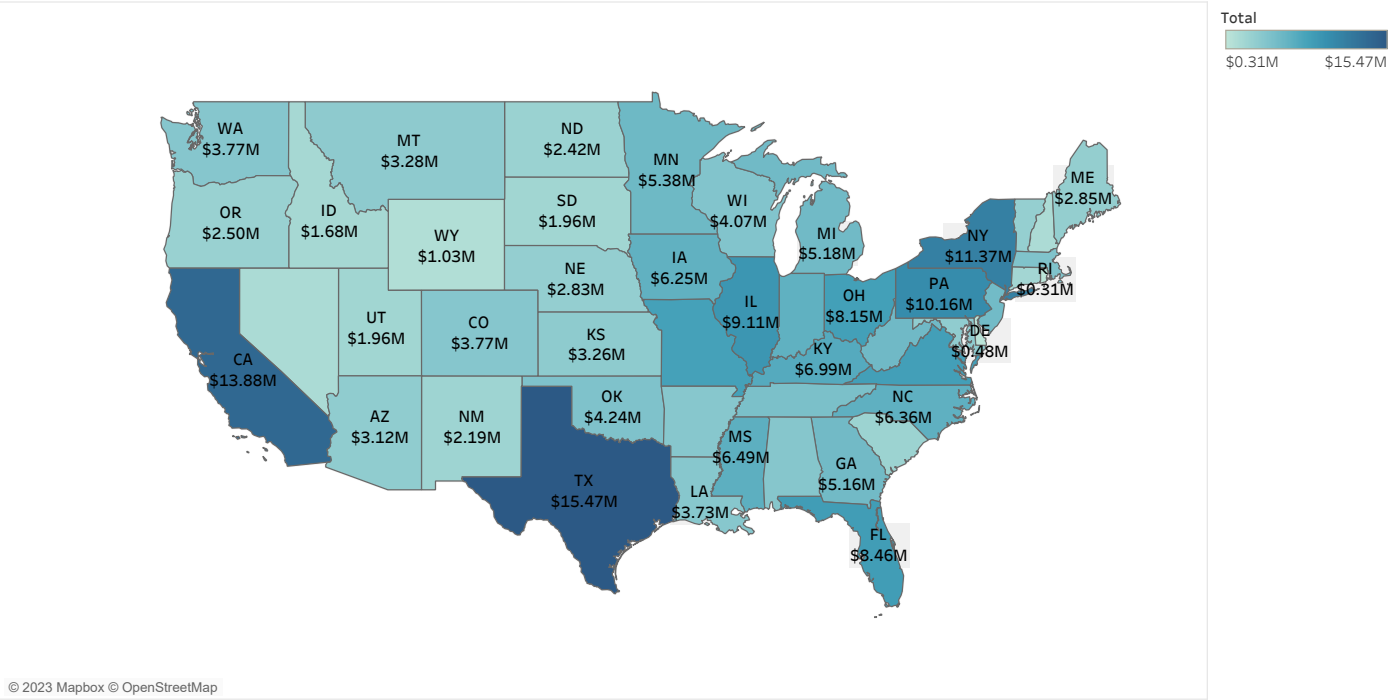 Total
$0.31M $15.47M
WA
$3.77M
MT
$3.28M
ND
$2.42M
MN
$5.38M
ME
$2.85M
OR
$2.50M
ID
$1.68M
SD
$1.96M
WI
$4.07M
MI
$5.18M
NY
$11.37M
WY
$1.03M
IA
$6.25M
NE
$2.83M
RI
$0.31M
PA
$10.16M
IL
$9.11M
OH
$8.15M
UT
$1.96M
CO
$3.77M
KS
$3.26M
DE
$0.48M
KY
$6.99M
CA
$13.88M
OK
$4.24M
NC
$6.36M
AZ
$3.12M
NM
$2.19M
MS
$6.49M
GA
$5.16M
TX
$15.47M
LA
$3.73M
FL
$8.46M
© 2023 Mapbox © OpenStreetMap